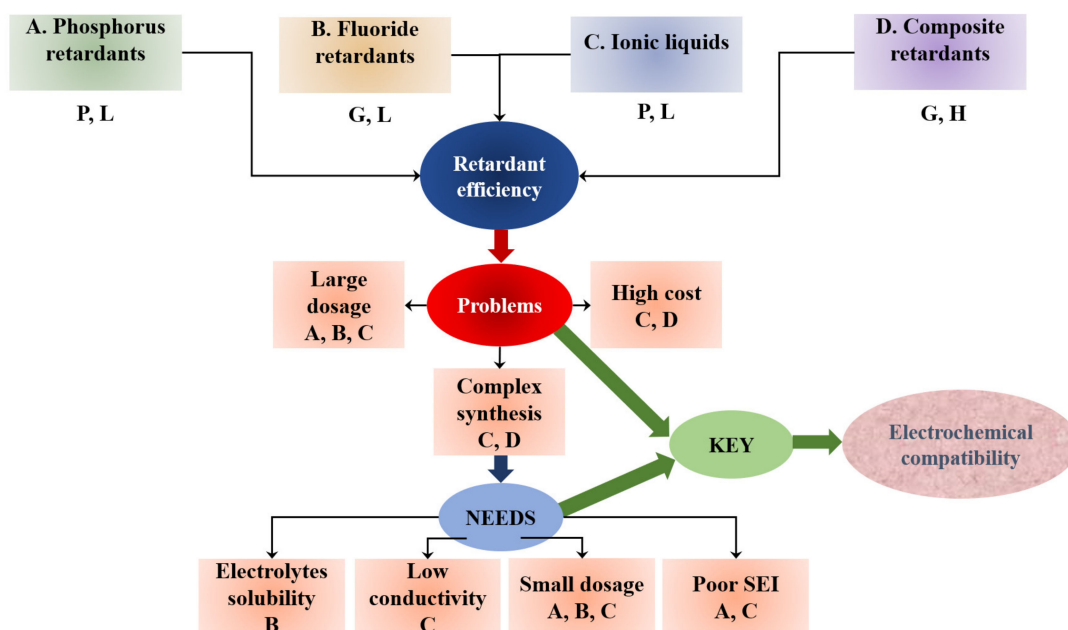 A. Phosphorus
retardants
P, L
B. Fluoride
retardants
G, L
C. Ionic liquids
P, L
D. Composite
retardants
G, H
Retardant
efficiency
Large
dosage
A, B, C
Problems
High cost
C, D
Complex
synthesis
C, D
KEY
Electrochemical
compatibility
NEEDS
Electrolytes
solubility
B
Low
conductivity
C
Small dosage
A, B, C
Poor SEI
A, C